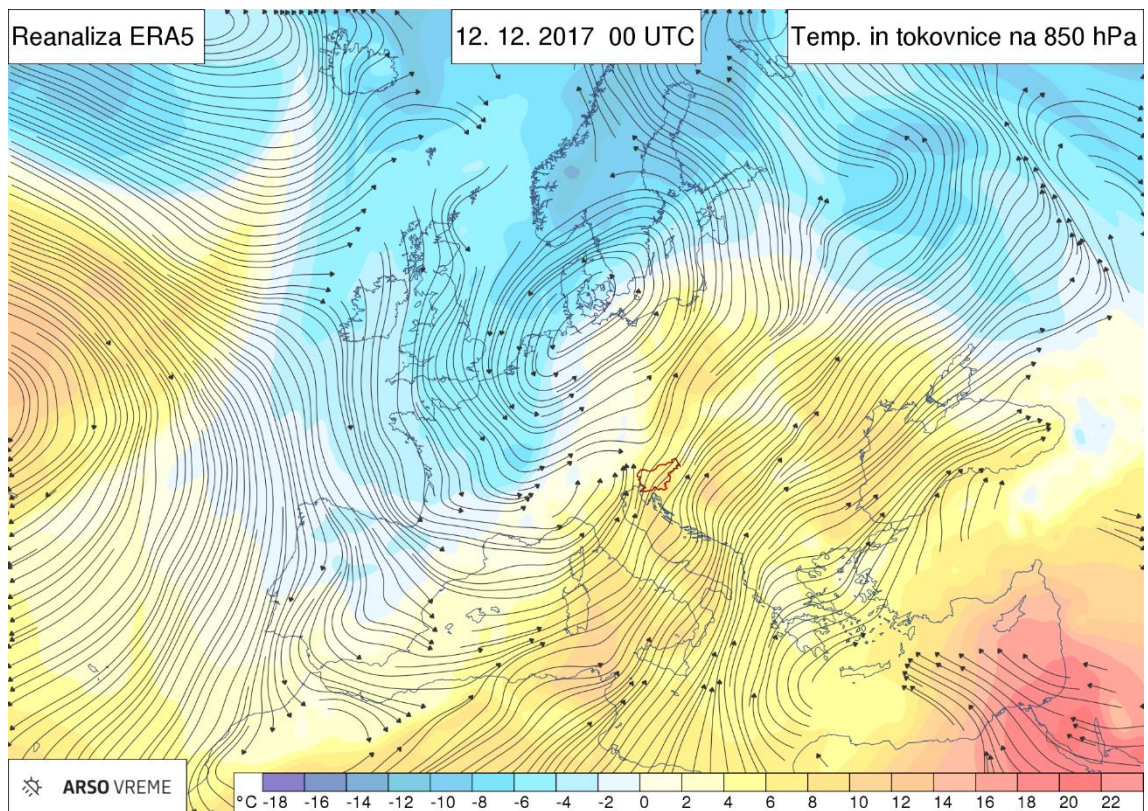 Reanaliza ERA5
12. 12. 2017 00 UTC
Temp. in tokovnice na 850 hPa
ARSO VREME
°C -18 -16 -14 -12 -10 -8 -6 -4 -2 0 2 4 6 8 10 12 14 16 18 20 22